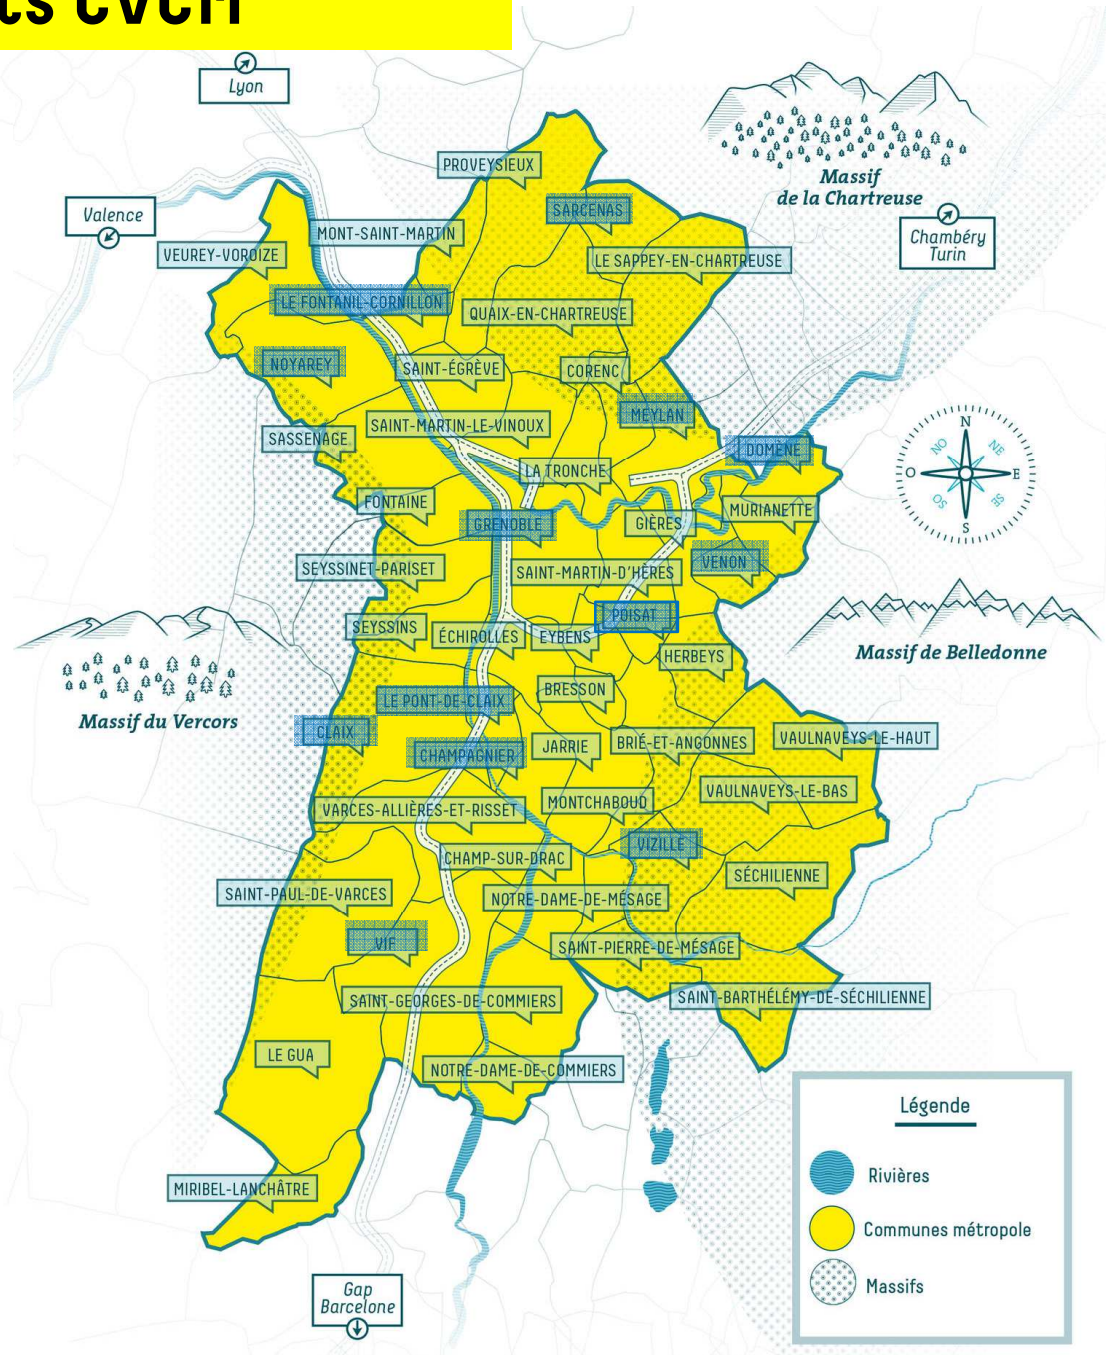 ts CVCM
Lyon
PROVEYSIEUX
Massif
de la Chartreuse
Valence
SARCENAS
MONT-SAINT-MARTIN
Chambéry
Turin
VEUREY-VOROIZE
LE SAPPEY-EN-CHARTREUSE
LE FONTANIL-CORNILLON
QUAIX-EN-CHARTREUSE
NOYAREY
SAINT-ÉGRÈVE
CORENC
MEYLAN
SAINT-MARTIN-LE-VINOUX
SASSENAGE
DOMÈNE
N
NO
NE
O
E
SO
SE
S
LA TRONCHE
FONTAINE
MURIANETTE
GRENOBLE
GIÈRES
VENON
SEYSSINET-PARISET
SAINT-MARTIN-D'HÈRES
POISAT
SEYSSINS
ÉCHIROLLES
EYBENS
Massif de Belledonne
HERBEYS
BRESSON
LE PONT-DE-CLAIX
Massif du Vercors
CLAIX
JARRIE
BRIÉ-ET-ANGONNES
VAULNAVEYS-LE-HAUT
CHAMPAGNIER
VAULNAVEYS-LE-BAS
MONTCHABOUD
VARCES-ALLIÈRES-ET-RISSET
VIZILLE
CHAMP-SUR-DRAC
SÉCHILIENNE
SAINT-PAUL-DE-VARCES
NOTRE-DAME-DE-MÉSAGE
VIF
SAINT-PIERRE-DE-MÉSAGE
SAINT-GEORGES-DE-COMMIERS
SAINT-BARTHÉLÉMY-DE-SÉCHILIENNE
LE GUA
NOTRE-DAME-DE-COMMIERS
MIRIBEL-LANCHÂTRE
Gap
Barcelone
Légende
Rivières
Communes métropole
Massifs